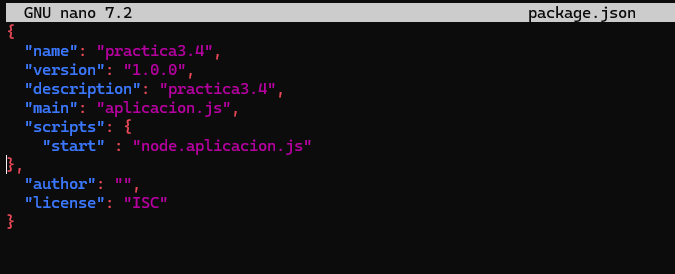 GNU nano 7.2 package.json
{
"name": "practica3.4",
"version": "1.0.0",
"description": "practica3.4",
"main": "aplicacion.js",
"scripts": {
"start" : "node.aplicacion.js"
},
"author": "",
"license": "ISC"
}